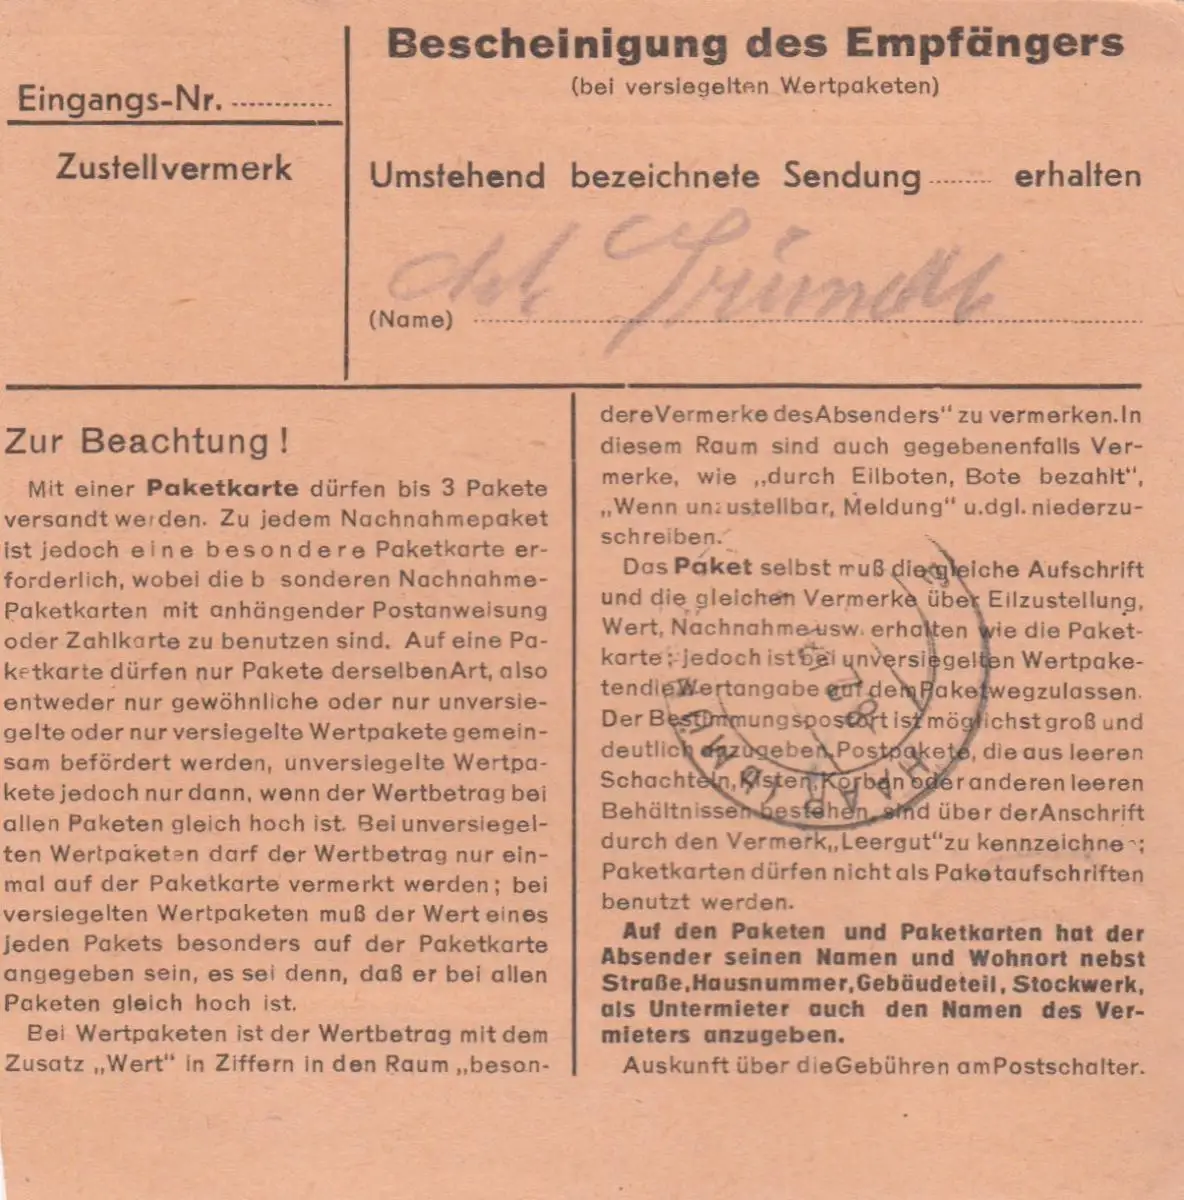 Eingangs-Nr. ............
Zustellvermerk
Bescheinigung des Empfängers
(bei versiegelten Wertpaketen)
Umstehend bezeichnete Sendung ........ erhalten
(Name) ........
Zur Beachtung !
Mit einer Paketkarte dürfen bis 3 Pakete
versandt werden. Zu jedem Nachnahmepaket
ist jedoch eine besondere Paketkarte er-
forderlich, wobei die b sonderen Nachnahme-
Paketkarten mit anhängender Postanweisung
oder Zahlkarte zu benutzen sind. Auf eine Pa-
ketkarte dürfen nur Pakete derselben Art, also
entweder nur gewöhnliche oder nur unversie-
gelte oder nur versiegelte Wertpakete gemein-
sam befördert werden, unversiegelte Wertpa-
kete jedoch nur dann, wenn der Wertbetrag bei
allen Paketen gleich hoch ist. Bei unversiegel-
ten Wertpaketen darf der Wertbetrag nur ein-
mal auf der Paketkarte vermerkt werden; bei
versiegelten Wertpaketen muß der Wert eines
jeden Pakets besonders auf der Paketkarte
angegeben sein, es sei denn, daß er bei allen
Paketen gleich hoch ist.
Bei Wertpaketen ist der Wertbetrag mit dem
Zusatz „Wert“ in Ziffern in den Raum „beson-
dere Vermerke des Absenders“ zu vermerken. In
diesem Raum sind auch gegebenenfalls Ver-
merke, wie „durch Eilboten, Bote bezahlt“,
„Wenn unzustellbar, Meldung“ u.dgl. niederzu-
schreiben.
Das Paket selbst muß die gleiche Aufschrift
und die gleichen Vermerke über Eilzustellung,
Wert, Nachnahme usw. erhalten wie die Paket-
karte; jedoch ist bei unversiegelten Wertpake-
ten die Wertangabe auf dem Paket wegzulassen.
Der Bestimmungspostort ist möglichst groß und
deutlich anzugeben. Postpakete, die aus leeren
Schachteln, Kisten, Körben oder anderen leeren
Behältnissen bestehen, sind über der Anschrift
durch den Vermerk „Leergut“ zu kennzeichnen;
Paketkarten dürfen nicht als Paketaufschriften
benutzt werden.
Auf den Paketen und Paketkarten hat der
Absender seinen Namen und Wohnort nebst
Straße, Hausnummer, Gebäudeteil, Stockwerk,
als Untermieter auch den Namen des Ver-
mieters anzugeben.
Auskunft über die Gebühren am Postschalter.
HAAR